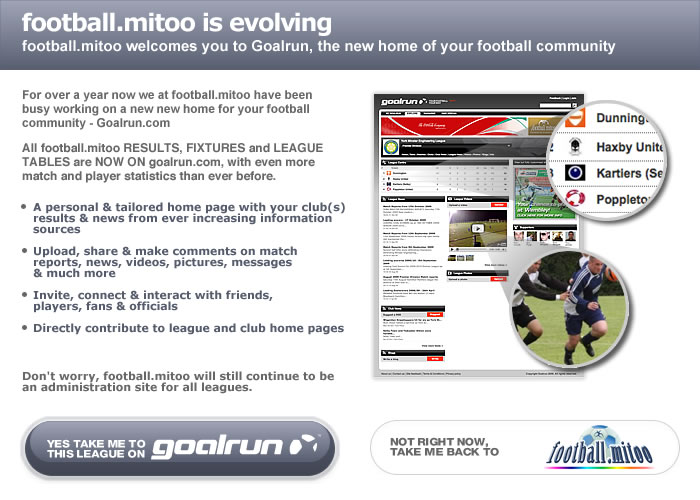 football.mitoo is evolving
football.mitoo welcomes you to Goalrun, the new home of your football community
For over a year now we at football.mitoo have been
busy working on a new new home for your football
community - Goalrun.com
All football.mitoo RESULTS, FIXTURES and LEAGUE
TABLES are NOW ON goalrun.com, with even more
match and player statistics than ever before.
• A personal & tailored home page with your club(s)
results & news from ever increasing information
sources
• Upload, share & make comments on match
reports, news, videos, pictures, messages
& much more
• Invite, connect & interact with friends,
players, fans & officials
• Directly contribute to league and club home pages
Don't worry, football.mitoo will still continue to be
an administration site for all leagues.
goalrun
Dunning
Haxby Unite
Kartiers (Se
Poppleto
YES TAKE ME TO
THIS LEAGUE ON
goalrun
NOT RIGHT NOW,
TAKE ME BACK TO
football.mitoo